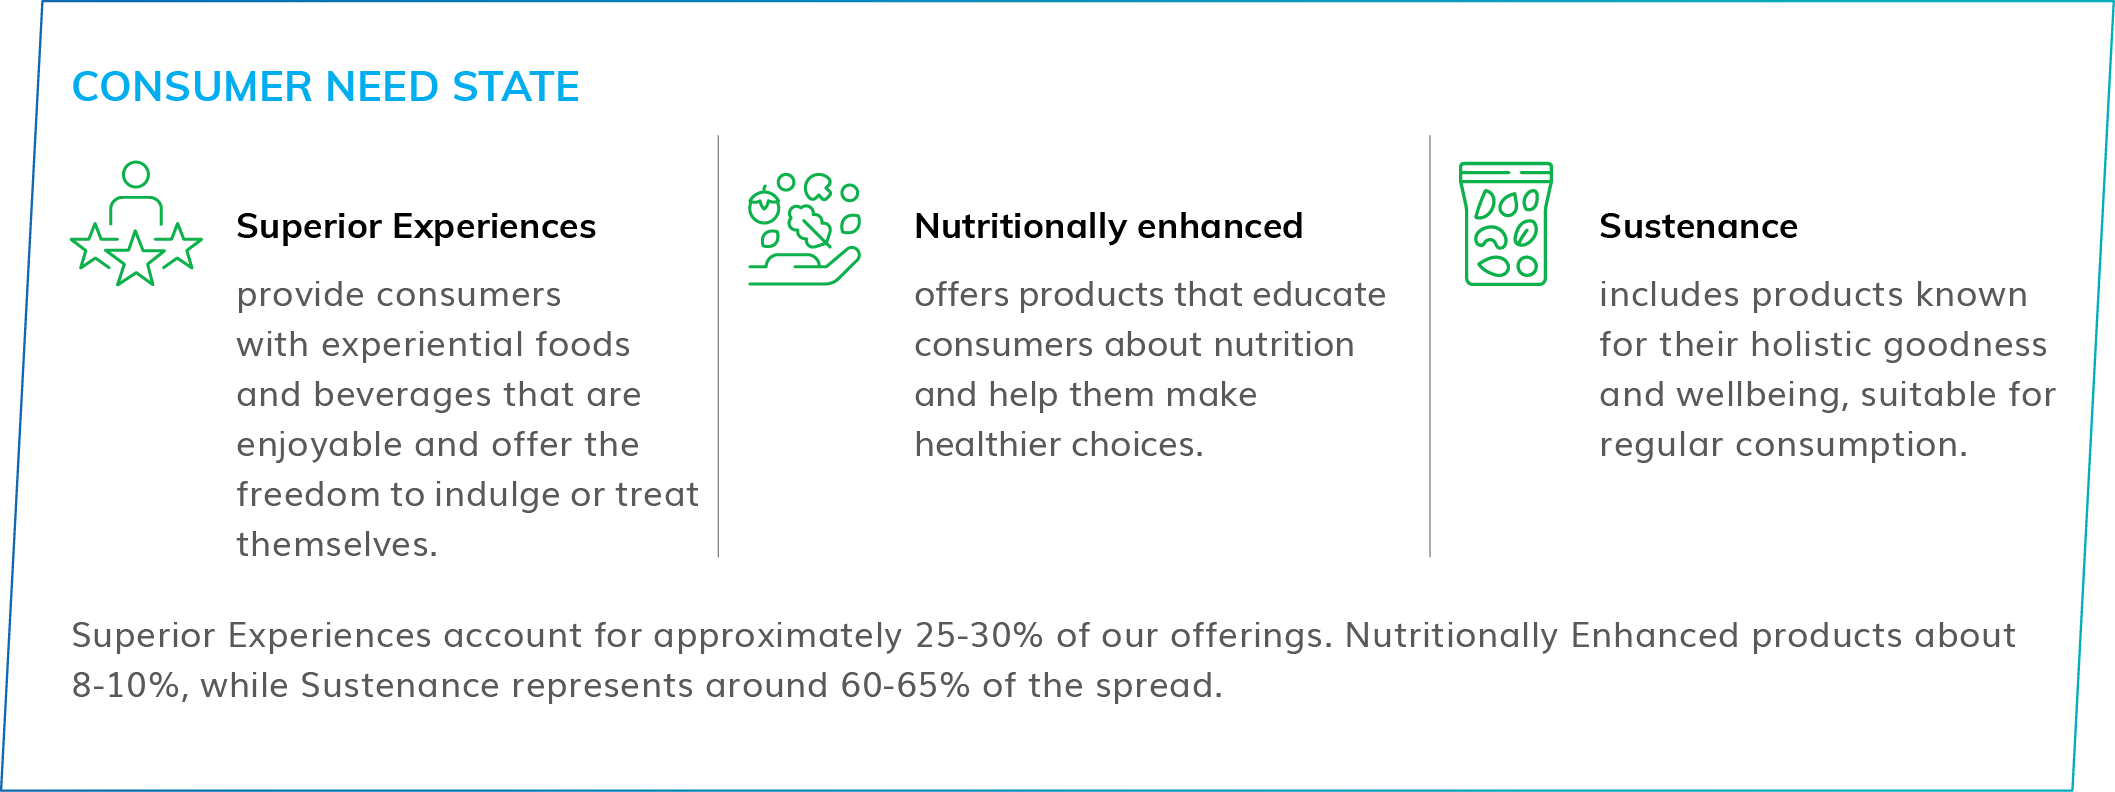 CONSUMER NEED STATE
Superior Experiences
provide consumers
with experiential foods
and beverages that are
enjoyable and offer the
freedom to indulge or treat
themselves.
Nutritionally enhanced
offers products that educate
consumers about nutrition
and help them make
healthier choices.
Sustenance
includes products known
for their holistic goodness
and wellbeing, suitable for
regular consumption.
Superior Experiences account for approximately 25-30% of our offerings. Nutritionally Enhanced products about
8-10%, while Sustenance represents around 60-65% of the spread.